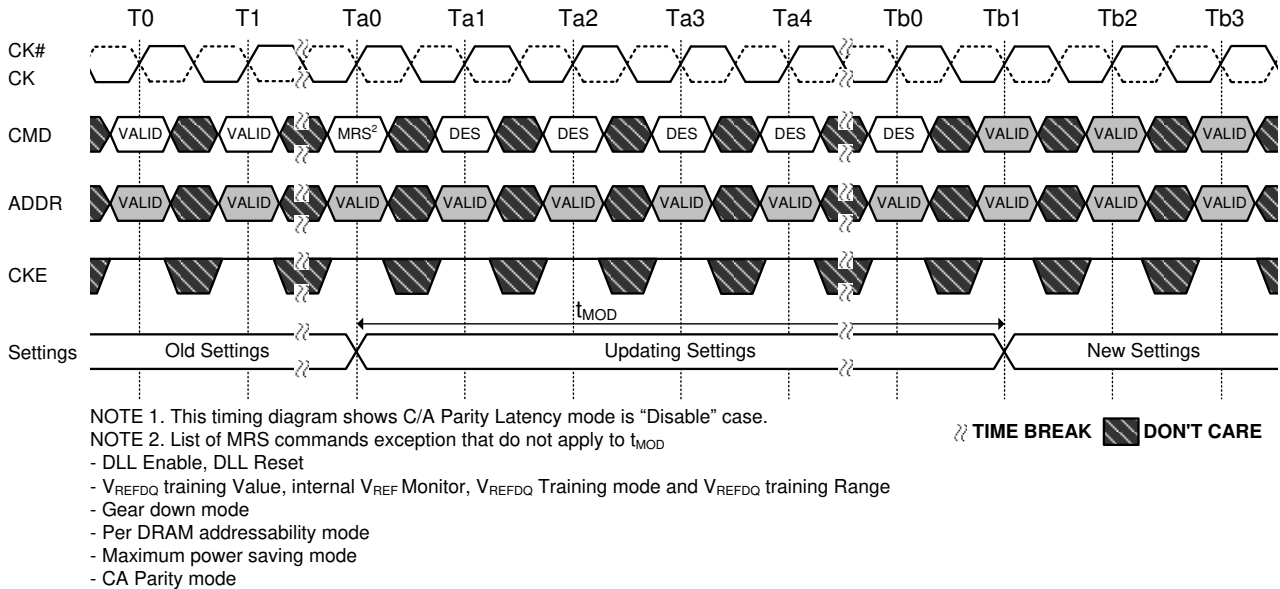 T0 T1 Ta0 Ta1 Ta2 Ta3 Ta4 Tb0 Tb1 Tb2 Tb3
CK#
CK
CMD VALID VALID MRS² DES DES DES DES DES VALID VALID VALID
ADDR VALID VALID VALID VALID VALID VALID VALID VALID VALID VALID VALID
CKE
tMOD
Settings Old Settings Updating Settings New Settings
NOTE 1. This timing diagram shows C/A Parity Latency mode is “Disable” case.
NOTE 2. List of MRS commands exception that do not apply to tMOD
- DLL Enable, DLL Reset
- VREFDQ training Value, internal VREF Monitor, VREFDQ Training mode and VREFDQ training Range
- Gear down mode
- Per DRAM addressability mode
- Maximum power saving mode
- CA Parity mode
TIME BREAK DON'T CARE